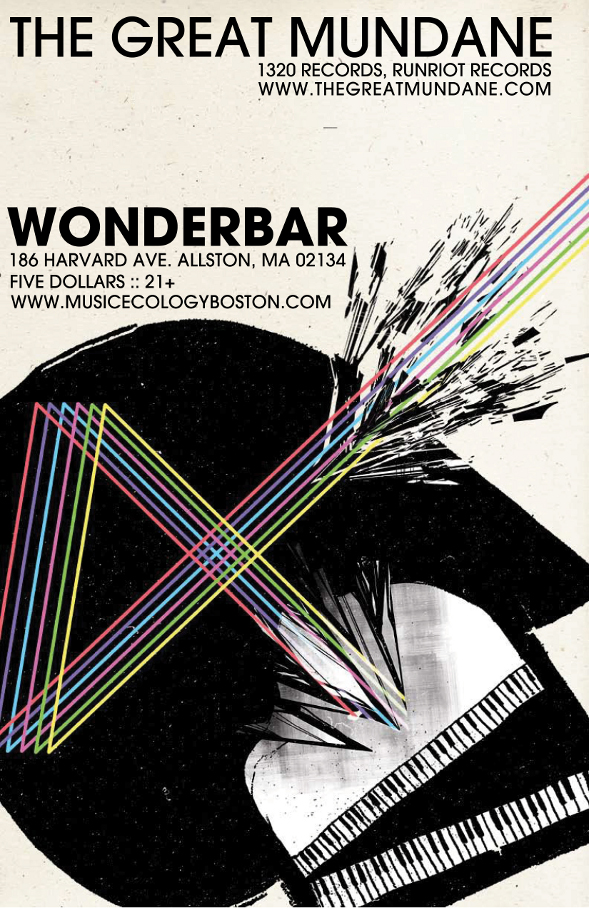 THE GREAT MUNDANE
1320 RECORDS, RUNRIOT RECORDS
WWW.THEGREATMUNDANE.COM
WONDERBAR
186 HARVARD AVE. ALLSTON, MA 02134
FIVE DOLLARS :: 21+
WWW.MUSICECOLOGYBOSTON.COM